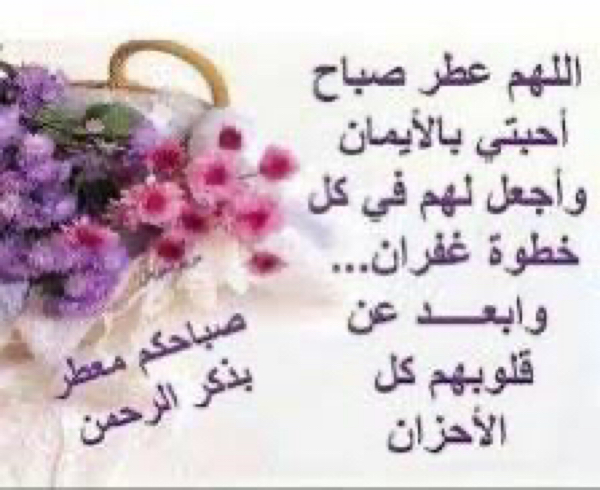 اللهم عطر صباح
أحبتي بالأيمان
وأجعل لهم في كل
خطوة غفران...
وابعــــد عن
قلوبهم كل
الأحزان
صباحكم معطر
بذكر الرحمن